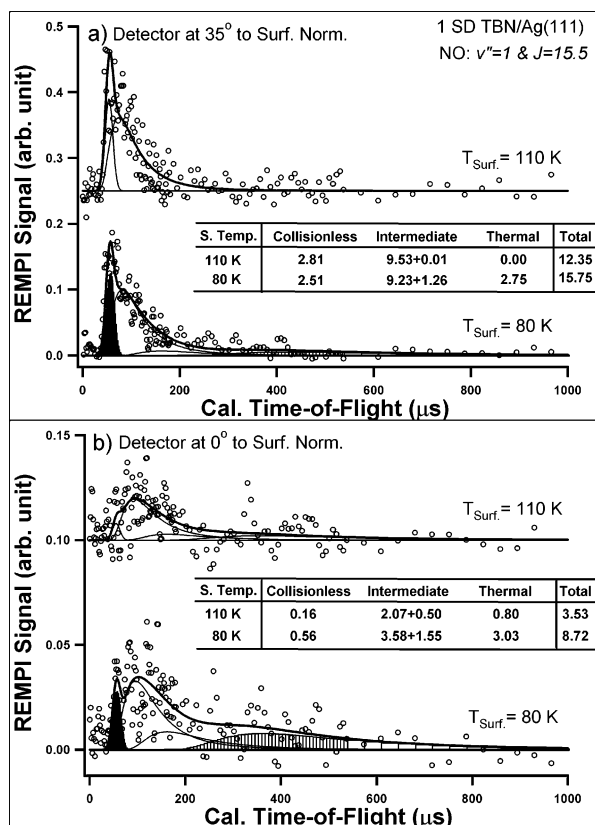 a) Detector at 35° to Surf. Norm.
1 SD TBN/Ag(111)
NO: v"=1 & J=15.5
REMPI Signal (arb. unit)
0.5
0.4
0.3
0.2
0.1
0.0
T_Surf. = 110 K
S. Temp. Collisionless Intermediate Thermal Total
110 K 2.81 9.53+0.01 0.00 12.35
80 K 2.51 9.23+1.26 2.75 15.75
T_Surf. = 80 K
0 200 400 600 800 1000
Cal. Time-of-Flight (μs)
b) Detector at 0° to Surf. Norm.
REMPI Signal (arb. unit)
0.15
0.10
0.05
0.00
T_Surf. = 110 K
S. Temp. Collisionless Intermediate Thermal Total
110 K 0.16 2.07+0.50 0.80 3.53
80 K 0.56 3.58+1.55 3.03 8.72
T_Surf. = 80 K
0 200 400 600 800 1000
Cal. Time-of-Flight (μs)